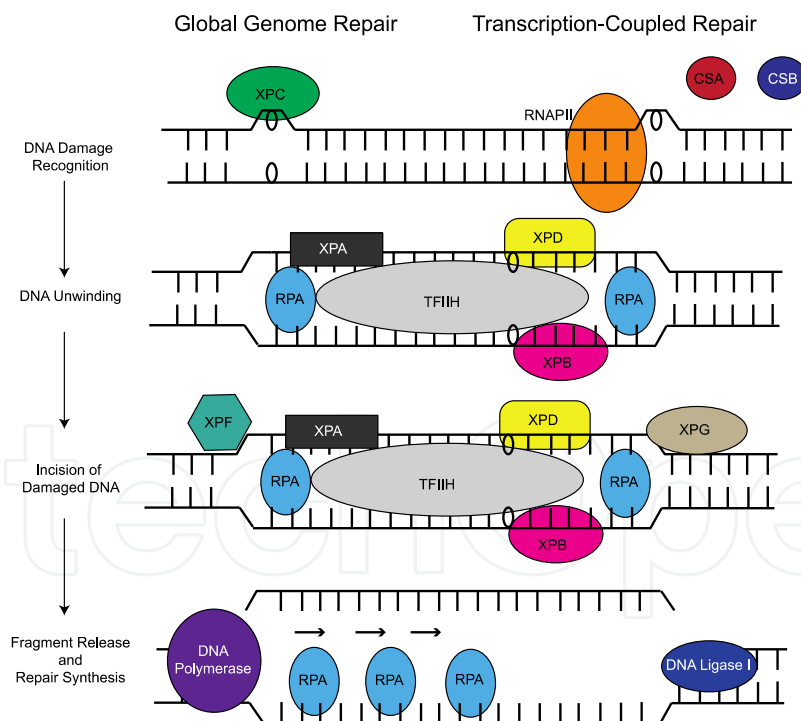 Global Genome Repair
Transcription-Coupled Repair
XPC
CSA
CSB
RNAPII
DNA Damage
Recognition
XPA
XPD
RPA
TFIIH
RPA
XPB
DNA Unwinding
XPF
XPA
XPD
XPG
RPA
TFIIH
RPA
XPB
Incision of
Damaged DNA
Fragment Release
and
Repair Synthesis
DNA
Polymerase
RPA
RPA
RPA
DNA Ligase I